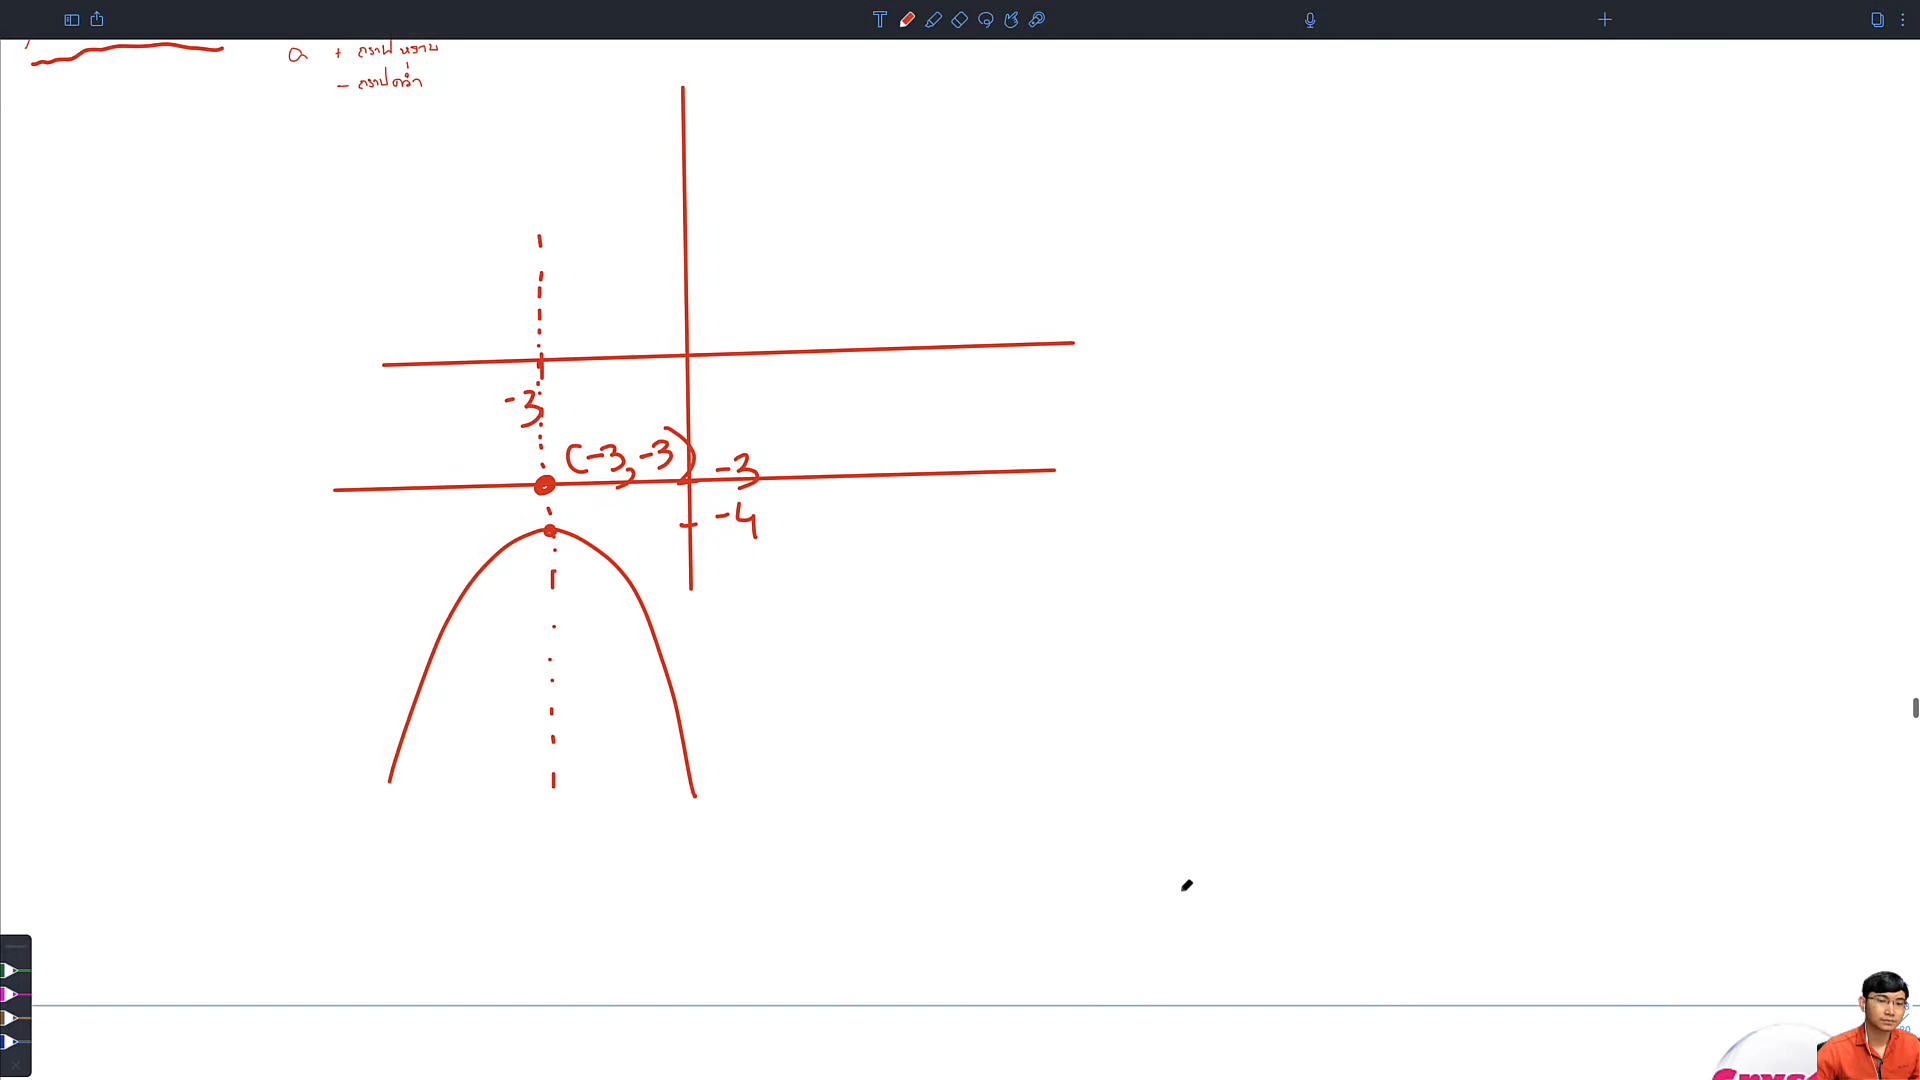 a + กราฟหงาย
- กราฟคว่ำ
-3
(-3,-3)
-3
-4